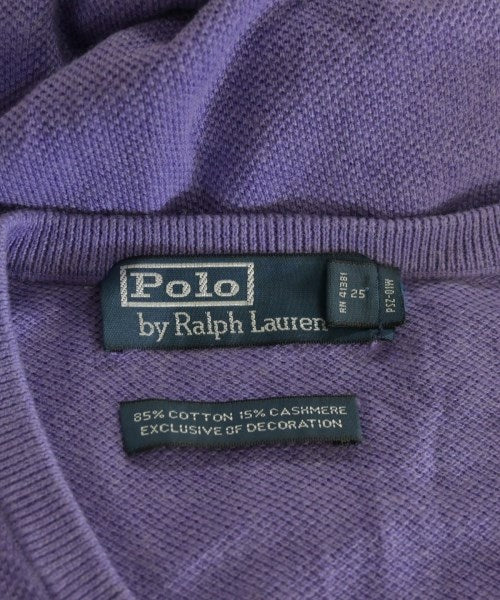 Polo
by Ralph Lauren
RN 41381
25"
85% COTTON 15% CASHMERE
EXCLUSIVE OF DECORATION